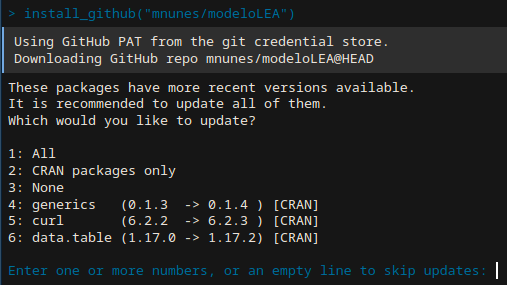 > install_github("mnunes/modeloLEA")
Using GitHub PAT from the git credential store.
Downloading GitHub repo mnunes/modeloLEA@HEAD
These packages have more recent versions available.
It is recommended to update all of them.
Which would you like to update?

1: All
2: CRAN packages only
3: None
4: generics   (0.1.3  -> 0.1.4 ) [CRAN]
5: curl       (6.2.2  -> 6.2.3 ) [CRAN]
6: data.table (1.17.0 -> 1.17.2) [CRAN]

Enter one or more numbers, or an empty line to skip updates: